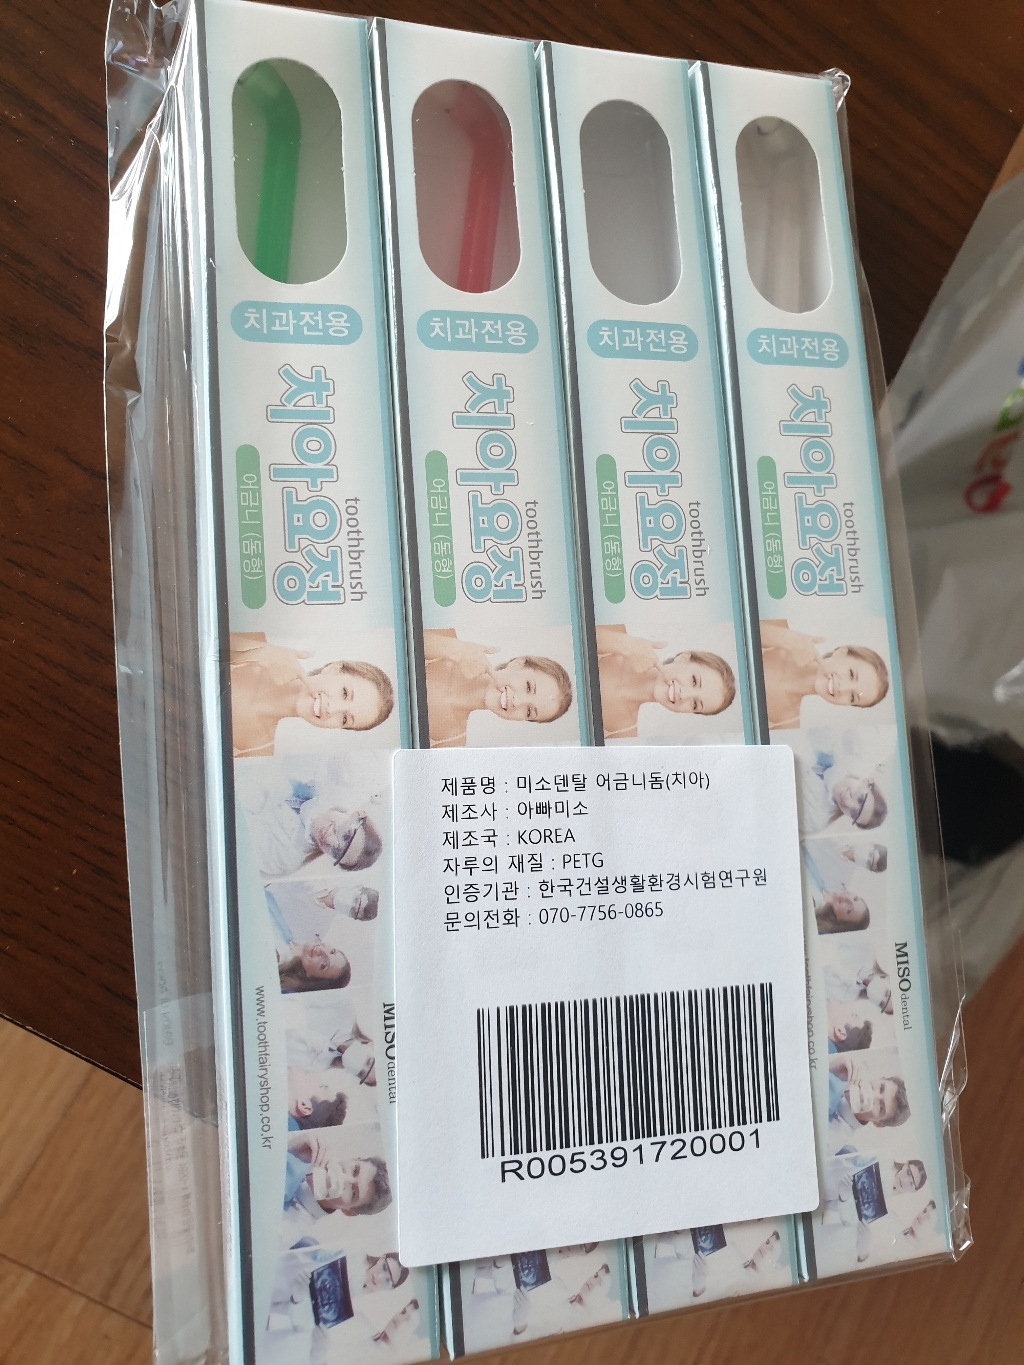 치과전용
치아요정
toothbrush
어금니 (돔형)
www.toothfairyshop.co.kr
MISOdental
치과전용
치아요정
toothbrush
어금니 (돔형)
치과전용
치아요정
toothbrush
어금니 (돔형)
치과전용
치아요정
toothbrush
어금니 (돔형)
MISOdental
제품명 : 미소덴탈 어금니돔(치아)
제조사 : 아빠미소
제조국 : KOREA
자루의 재질 : PETG
인증기관 : 한국건설생활환경시험연구원
문의전화 : 070-7756-0865
R005391720001